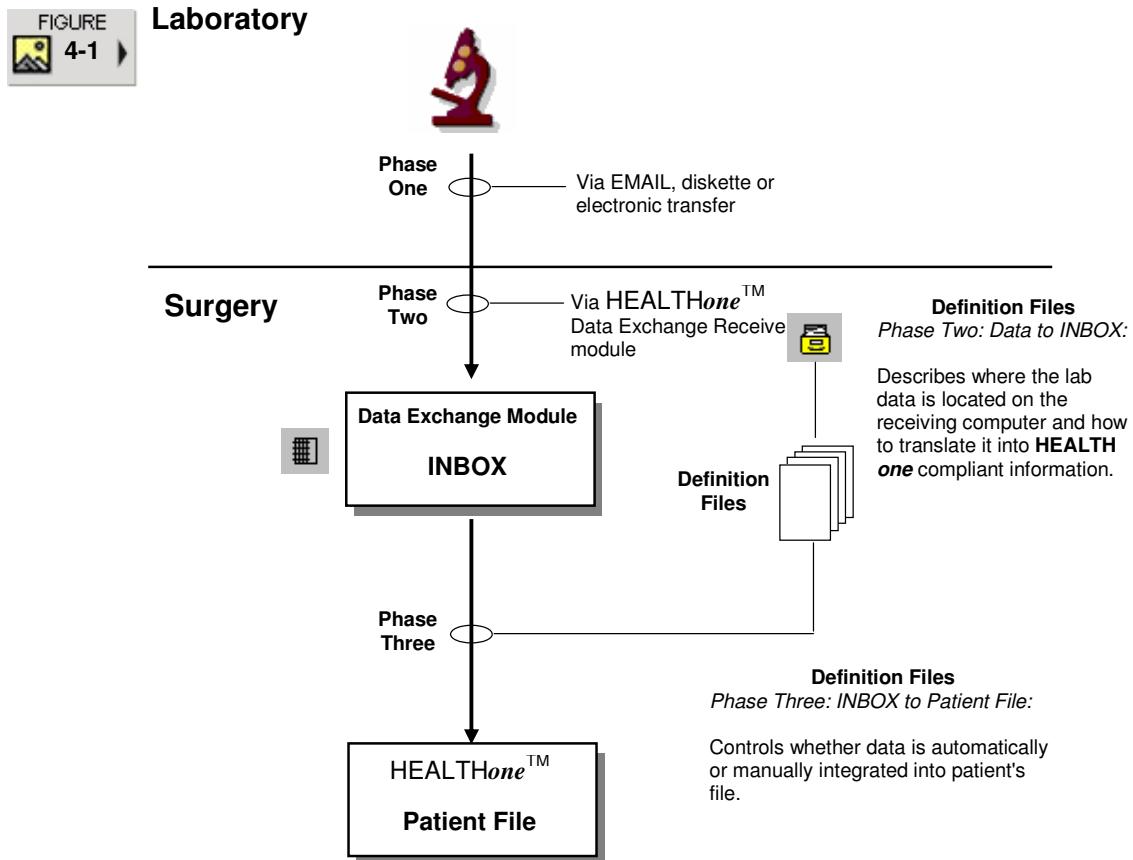 FIGURE
4-1
Laboratory
Phase
One
Via EMAIL, diskette or
electronic transfer
Surgery
Phase
Two
Via HEALTHone™
Data Exchange Receive
module
Definition Files
Phase Two: Data to INBOX:
Describes where the lab
data is located on the
receiving computer and how
to translate it into HEALTH
one compliant information.
Data Exchange Module
INBOX
Definition
Files
Phase
Three
Definition Files
Phase Three: INBOX to Patient File:
Controls whether data is automatically
or manually integrated into patient's
file.
HEALTHone™
Patient File